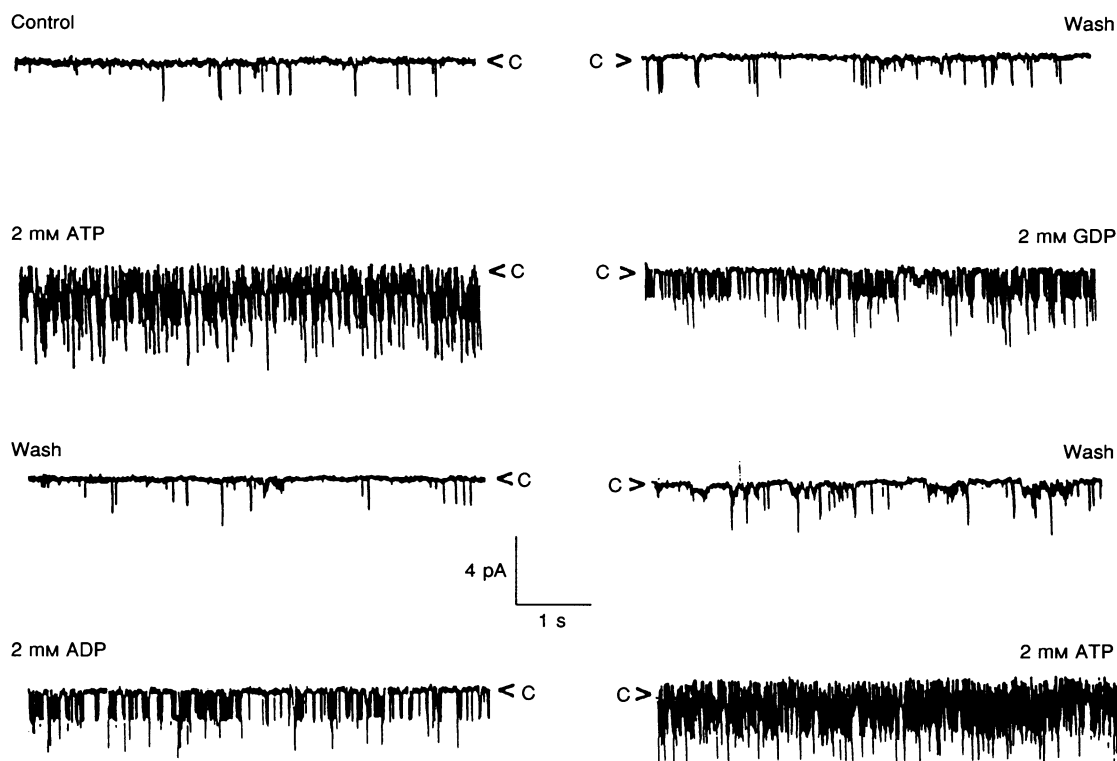 Control
< C
2 mM ATP
< C
Wash
< C
2 mM ADP
< C
4 pA
1 s
Wash
C >
2 mM GDP
C >
Wash
C >
2 mM ATP
C >